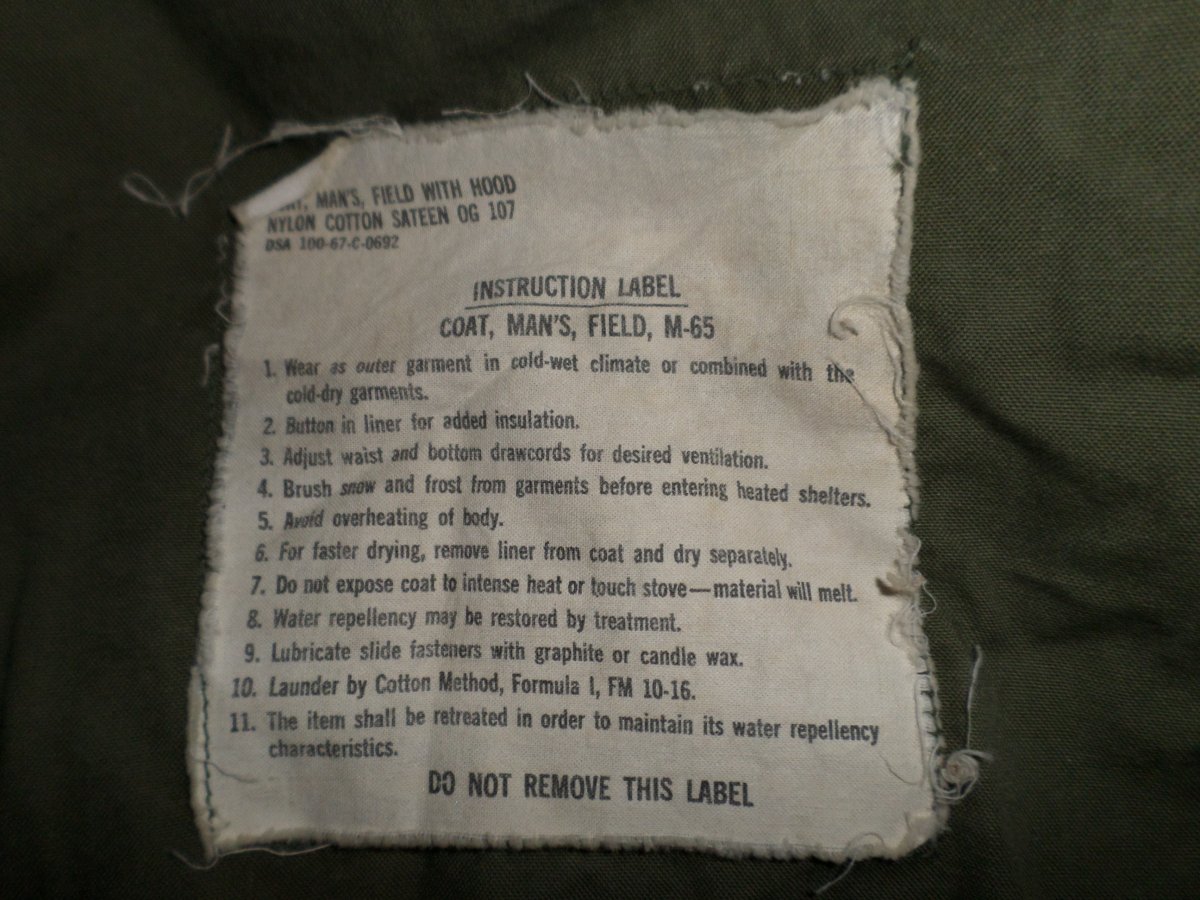 MAN'S, FIELD WITH HOOD
NYLON COTTON SATEEN OG 107
DSA 100-67-C-0692
INSTRUCTION LABEL
COAT, MAN'S, FIELD, M-65
1. Wear as outer garment in cold-wet climate or combined with the
cold-dry garments.
2. Button in liner for added insulation.
3. Adjust waist and bottom drawcords for desired ventilation.
4. Brush snow and frost from garments before entering heated shelters.
5. Avoid overheating of body.
6. For faster drying, remove liner from coat and dry separately.
7. Do not expose coat to intense heat or touch stove—material will melt.
8. Water repellency may be restored by treatment.
9. Lubricate slide fasteners with graphite or candle wax.
10. Launder by Cotton Method, Formula I, FM 10-16.
11. The item shall be retreated in order to maintain its water repellency
characteristics.
DO NOT REMOVE THIS LABEL